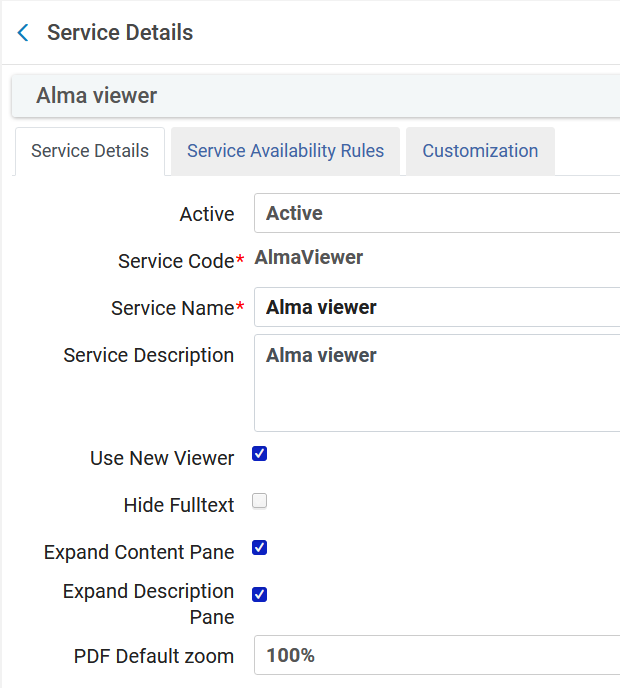 Service Details
Alma viewer
Service Details Service Availability Rules Customization
Active Active
Service Code* AlmaViewer
Service Name* Alma viewer
Service Description Alma viewer
Use New Viewer
Hide Fulltext
Expand Content Pane
Expand Description
Pane
PDF Default zoom 100%